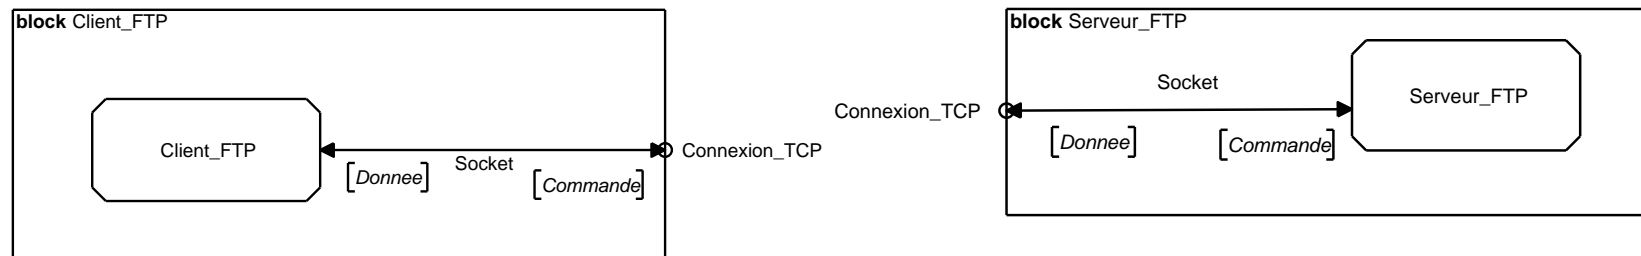 block Client_FTP
Client_FTP
[Donnee]
Socket
[Commande]
Connexion_TCP
block Serveur_FTP
Connexion_TCP
Socket
[Donnee]
[Commande]
Serveur_FTP